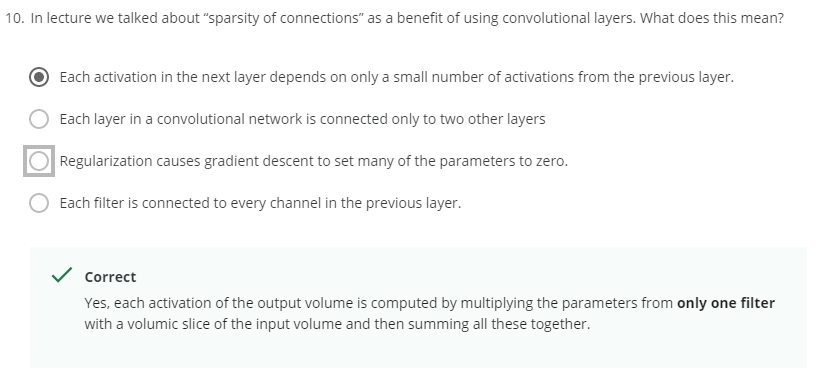 10. In lecture we talked about “sparsity of connections” as a benefit of using convolutional layers. What does this mean?
Each activation in the next layer depends on only a small number of activations from the previous layer.
Each layer in a convolutional network is connected only to two other layers
Regularization causes gradient descent to set many of the parameters to zero.
Each filter is connected to every channel in the previous layer.
Correct
Yes, each activation of the output volume is computed by multiplying the parameters from only one filter
with a volumic slice of the input volume and then summing all these together.